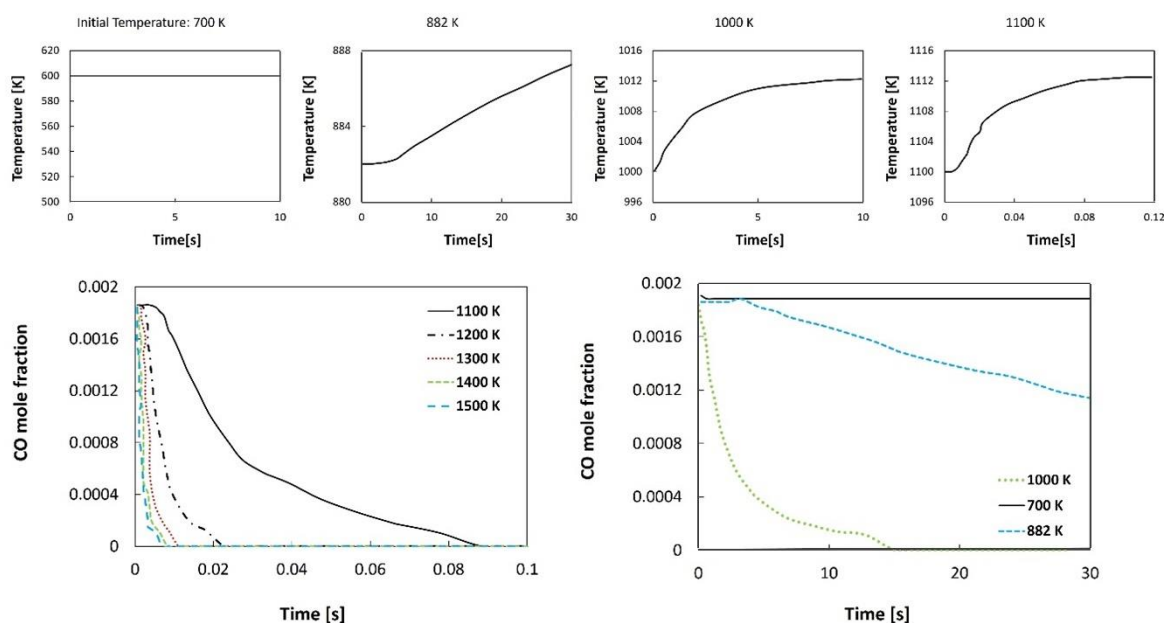 Initial Temperature: 700 K
882 K
1000 K
1100 K
Temperature [K]
620
600
580
560
540
520
500
0
5
10
Time[s]
Temperature [K]
888
884
880
0
10
20
30
Time[s]
Temperature [K]
1016
1012
1008
1004
1000
996
0
5
10
Time[s]
Temperature [K]
1116
1112
1108
1104
1100
1096
0
0.04
0.08
0.12
Time[s]
CO mole fraction
0.002
0.0016
0.0012
0.0008
0.0004
0
0
0.02
0.04
0.06
0.08
0.1
Time [s]
1100 K
1200 K
1300 K
1400 K
1500 K
CO mole fraction
0.002
0.0016
0.0012
0.0008
0.0004
0
0
10
20
30
Time [s]
1000 K
700 K
882 K